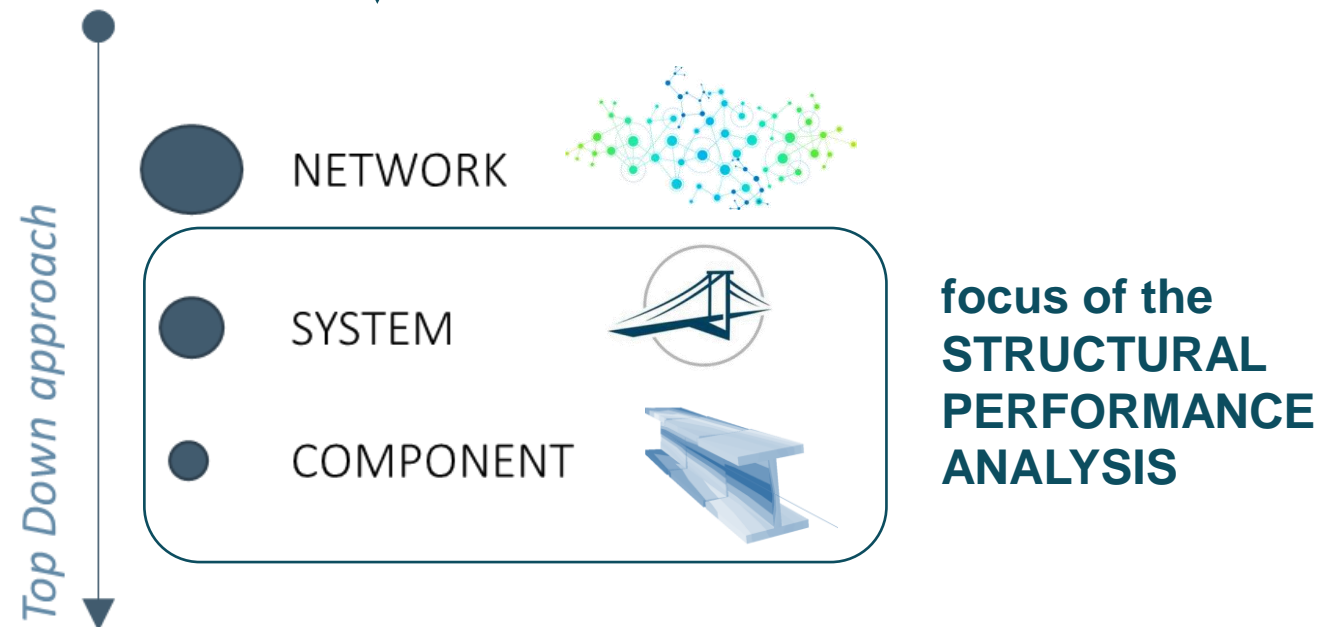 Top Down approach
NETWORK
SYSTEM
COMPONENT
focus of the
STRUCTURAL
PERFORMANCE
ANALYSIS